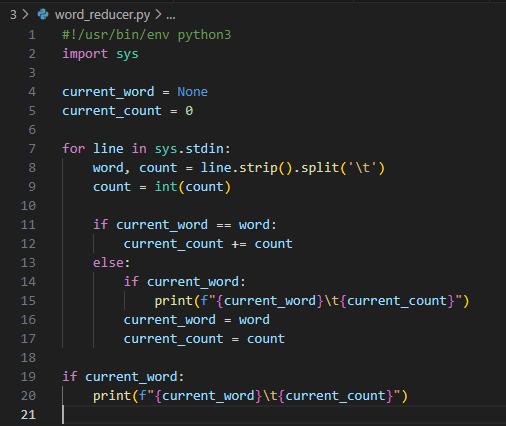 3 > word_reducer.py > ...
1 #!/usr/bin/env python3
2 import sys
3
4 current_word = None
5 current_count = 0
6
7 for line in sys.stdin:
8     word, count = line.strip().split('\t')
9     count = int(count)
10
11     if current_word == word:
12         current_count += count
13     else:
14         if current_word:
15             print(f"{current_word}\t{current_count}")
16         current_word = word
17         current_count = count
18
19 if current_word:
20     print(f"{current_word}\t{current_count}")
21